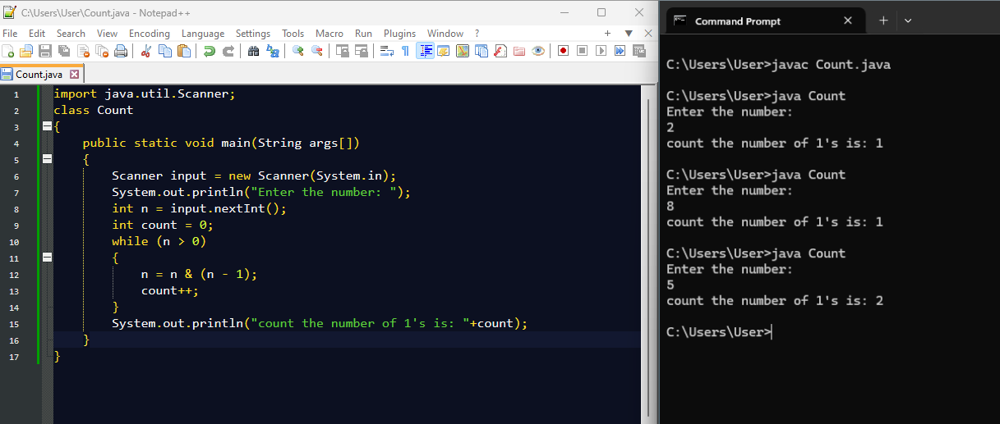 C:\Users\User\Count.java - Notepad++
File Edit Search View Encoding Language Settings Tools Macro Run Plugins Window ?
Count.java
1 import java.util.Scanner;
2 class Count
3 {
4 public static void main(String args[])
5 {
6 Scanner input = new Scanner(System.in);
7 System.out.println("Enter the number: ");
8 int n = input.nextInt();
9 int count = 0;
10 while (n > 0)
11 {
12 n = n & (n - 1);
13 count++;
14 }
15 System.out.println("count the number of 1's is: "+count);
16 }
17 }
Command Prompt
C:\Users\User>javac Count.java
C:\Users\User>java Count
Enter the number:
2
count the number of 1's is: 1
C:\Users\User>java Count
Enter the number:
8
count the number of 1's is: 1
C:\Users\User>java Count
Enter the number:
5
count the number of 1's is: 2
C:\Users\User>